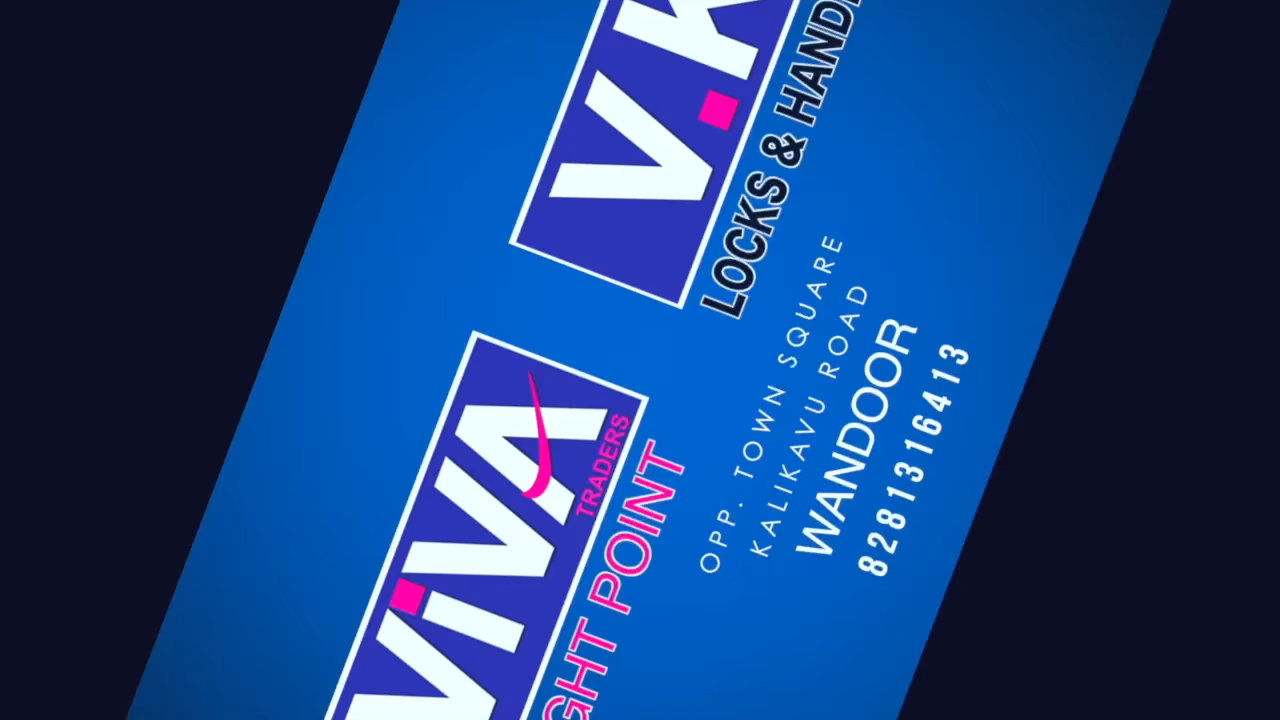 V.K
LOCKS & HAND
ViVA
TRADERS
GHT POINT
OPP. TOWN SQUARE
KALIKAVU ROAD
WANDOOR
8281316413